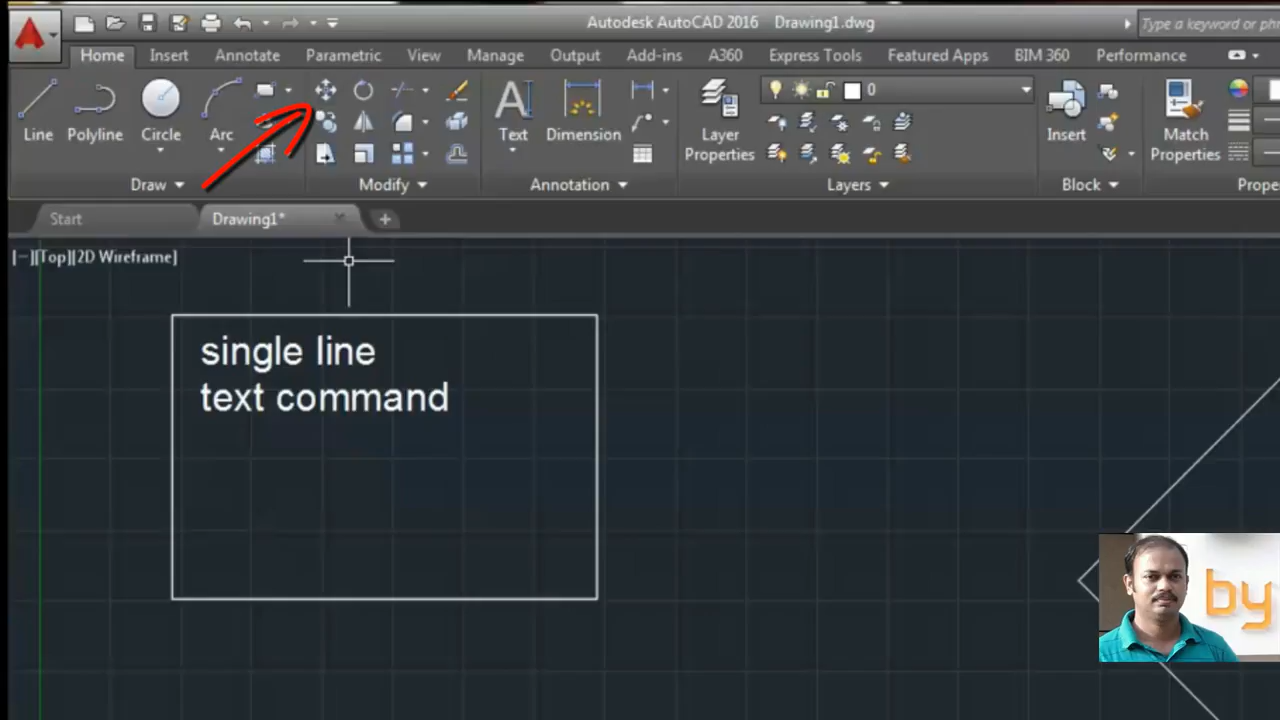 Autodesk AutoCAD 2016 Drawing1.dwg
Type a keyword or phr
Home Insert Annotate Parametric View Manage Output Add-ins A360 Express Tools Featured Apps BIM 360 Performance
0
Line Polyline Circle Arc Text Dimension Layer Properties Insert Match Properties
Draw Modify Annotation Layers Block Prope
Start Drawing1* +
[−][Top][2D Wireframe]
single line
text command
by